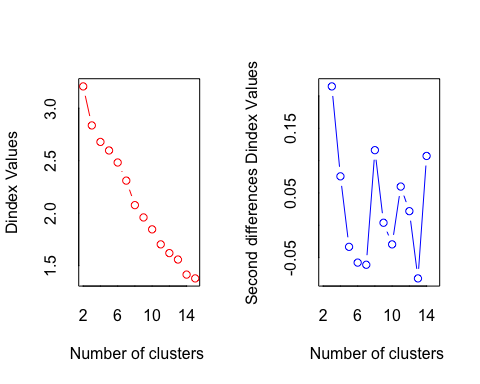 Dindex Values
3.0
2.5
2.0
1.5
2 6 10 14
Number of clusters
Second differences Dindex Values
0.15
0.05
-0.05
2 6 10 14
Number of clusters